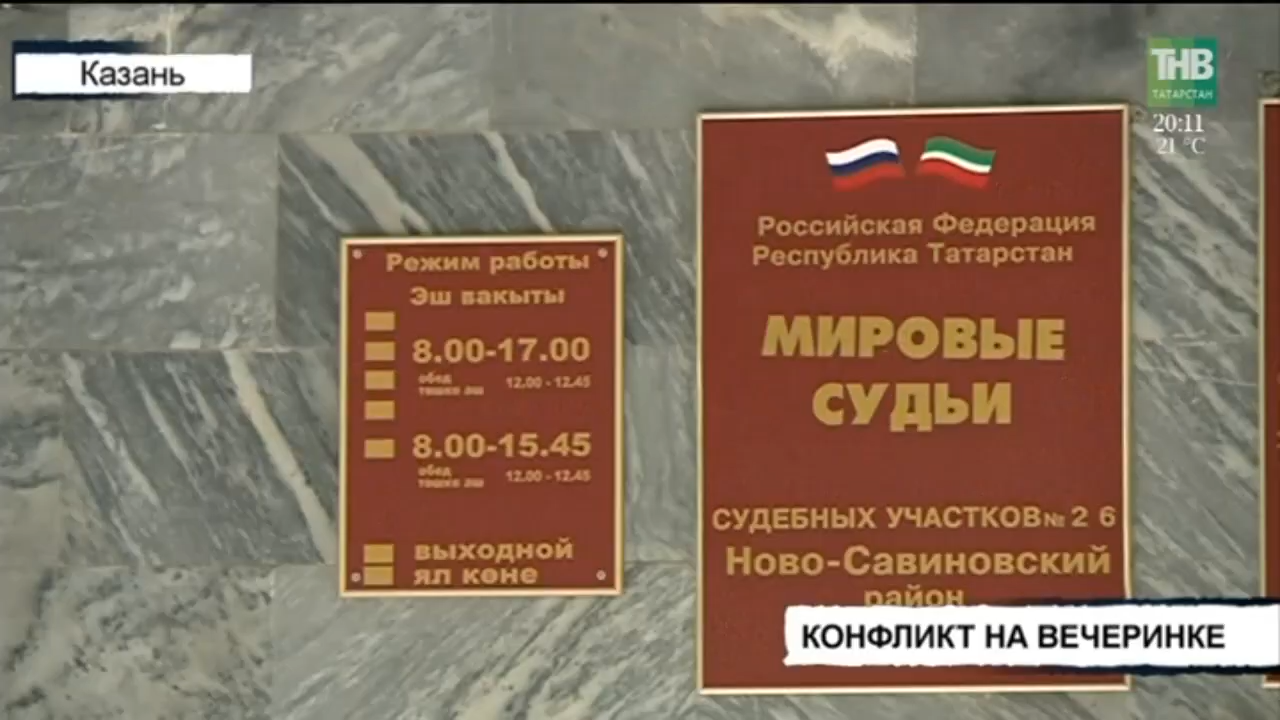 Казань
ТНВ
ТАТАРСТАН
20:11
21 °C
Режим работы
Эш вакыты
8.00-17.00
обед
төшке аш
12.00 - 12.45
8.00-15.45
обед
төшке аш
12.00 - 12.45
выходной
ял көне
Российская Федерация
Республика Татарстан
МИРОВЫЕ
СУДЬИ
СУДЕБНЫХ УЧАСТКОВ № 2 6
Ново-Савиновский
район
КОНФЛИКТ НА ВЕЧЕРИНКЕ